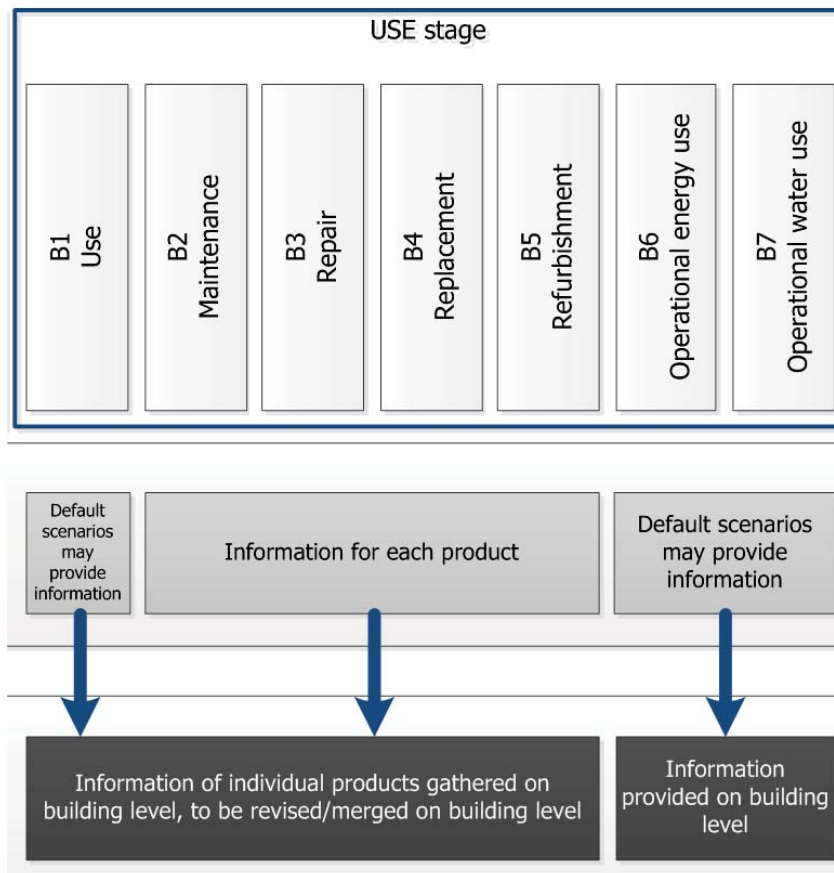 USE stage
B1
Use
B2
Maintenance
B3
Repair
B4
Replacement
B5
Refurbishment
B6
Operational energy use
B7
Operational water use
Default
scenarios
may
provide
information
Information for each product
Default scenarios
may provide
information
Information of individual products gathered on
building level, to be revised/merged on building level
Information
provided on building
level